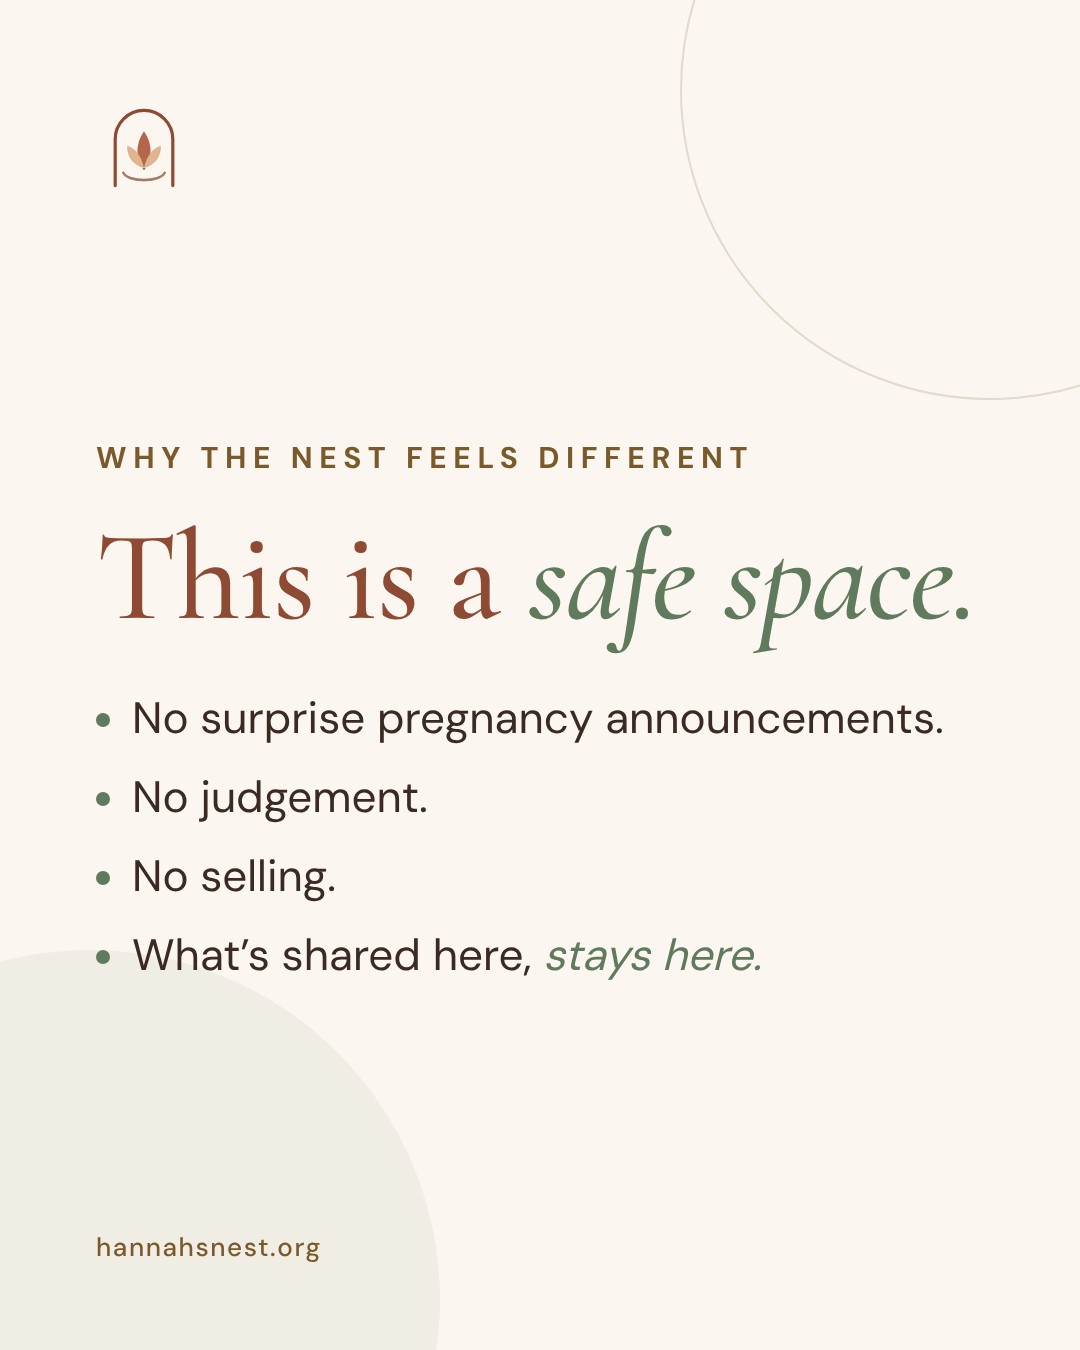 WHY THE NEST FEELS DIFFERENT
This is a safe space.
• No surprise pregnancy announcements.
• No judgement.
• No selling.
• What’s shared here, stays here.
hannahsnest.org